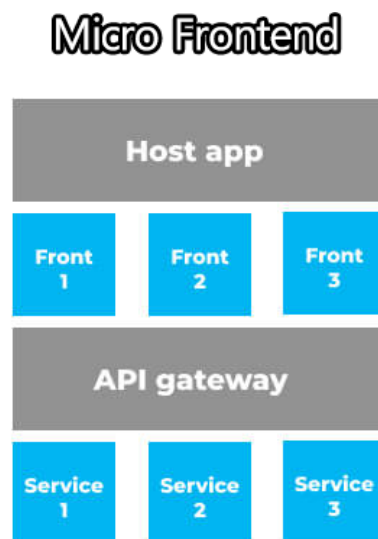 Micro Frontend
Host app
Front Front Front
1 2 3
API gateway
Service Service Service
1 2 3